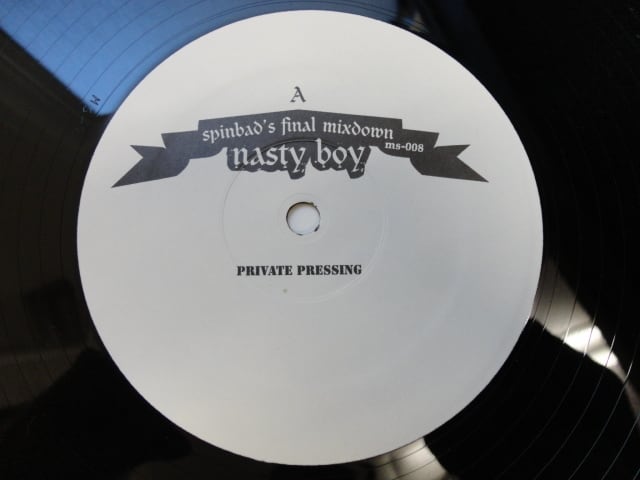 A
spinbad's final mixdown
nasty boy
ms-008
PRIVATE PRESSING